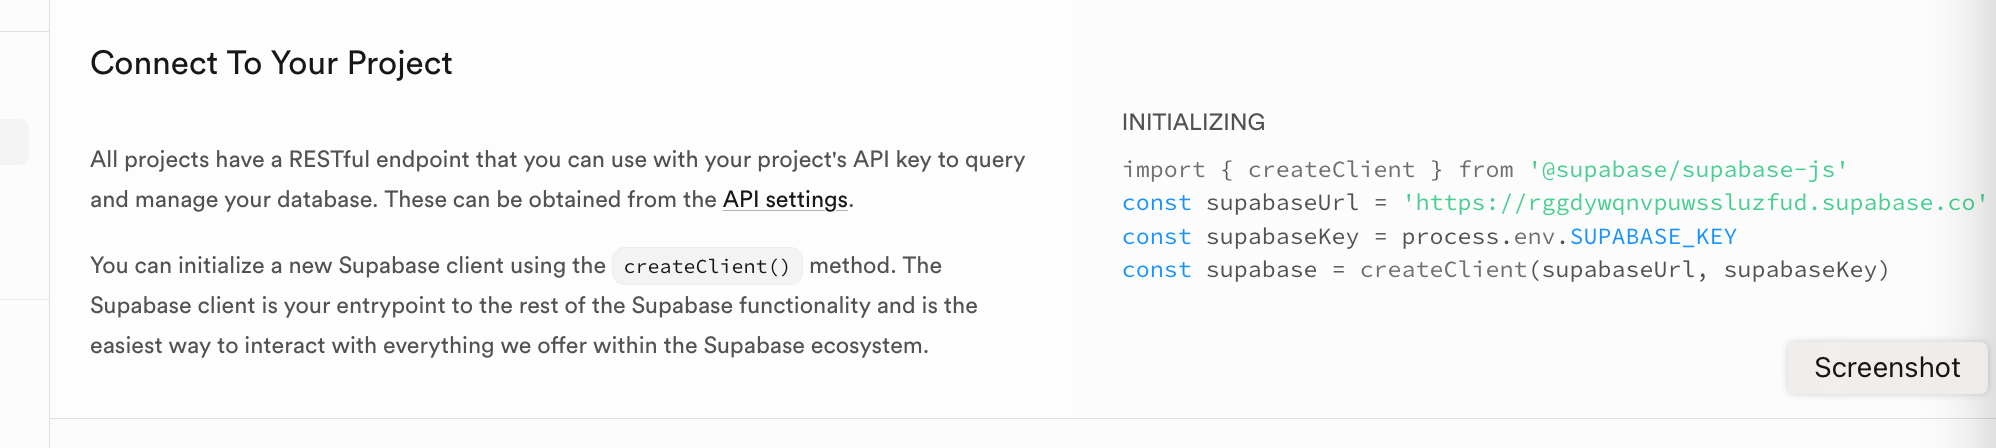 Connect To Your Project
All projects have a RESTful endpoint that you can use with your project's API key to query
and manage your database. These can be obtained from the API settings.
You can initialize a new Supabase client using the createClient() method. The
Supabase client is your entrypoint to the rest of the Supabase functionality and is the
easiest way to interact with everything we offer within the Supabase ecosystem.
INITIALIZING
import { createClient } from '@supabase/supabase-js'
const supabaseUrl = 'https://rggdywqnvpuwssluzfud.supabase.co'
const supabaseKey = process.env.SUPABASE_KEY
const supabase = createClient(supabaseUrl, supabaseKey)
Screenshot